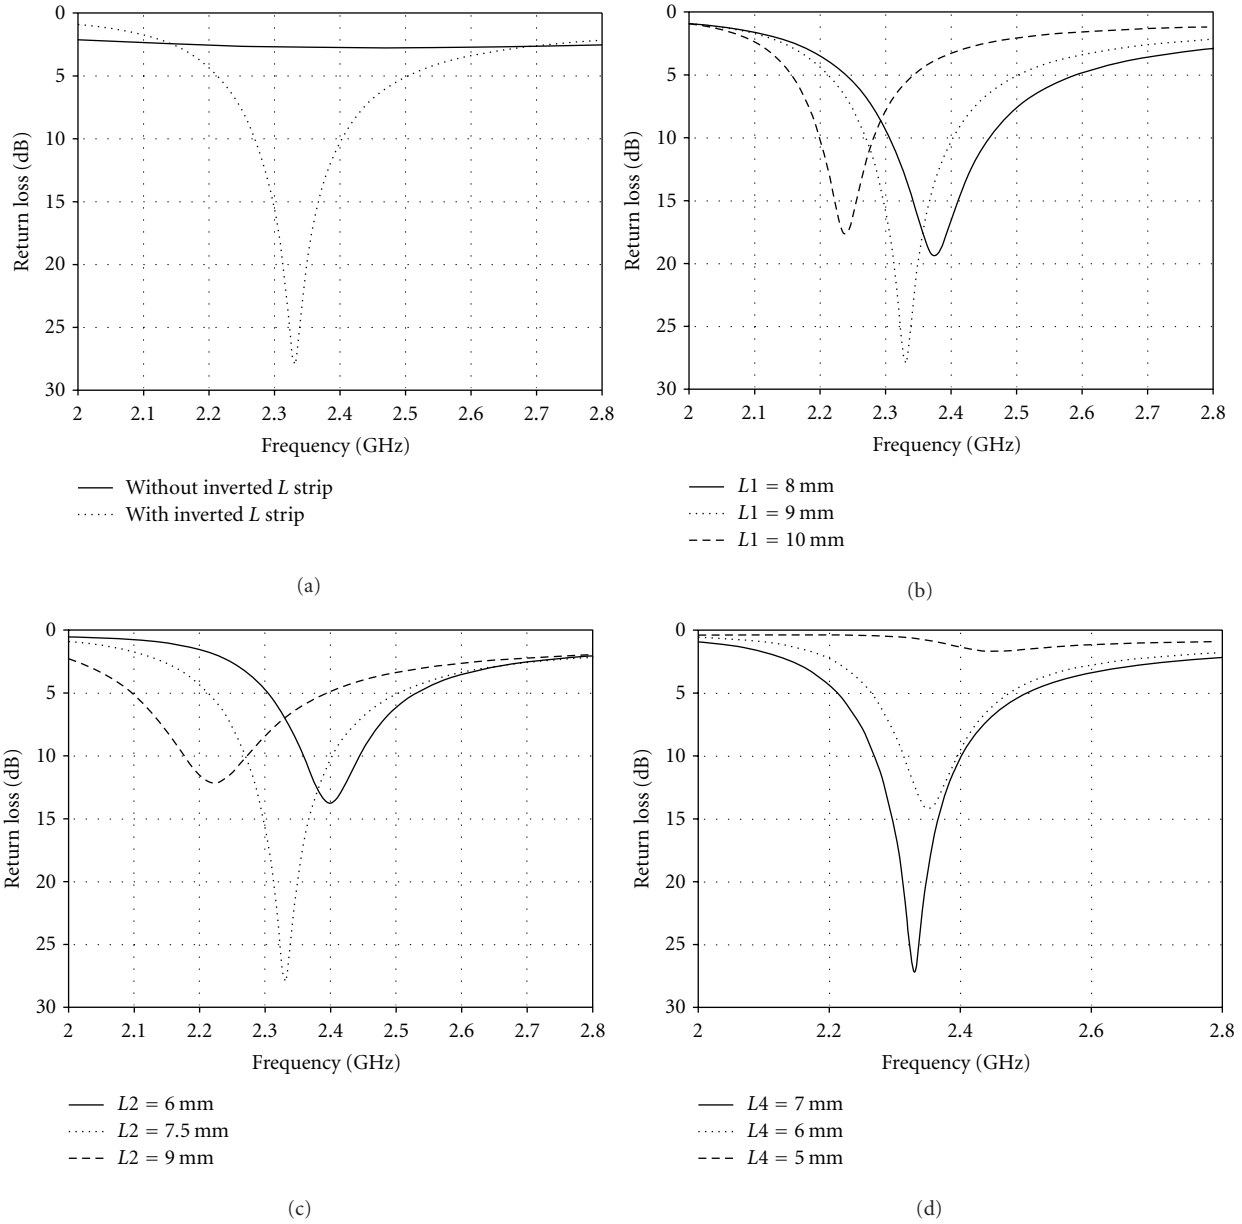 0
5
10
15
20
25
30
Return loss (dB)
2 2.1 2.2 2.3 2.4 2.5 2.6 2.7 2.8
Frequency (GHz)
Without inverted L strip
With inverted L strip
(a)
0
5
10
15
20
25
30
Return loss (dB)
2 2.1 2.2 2.3 2.4 2.5 2.6 2.7 2.8
Frequency (GHz)
L1 = 8 mm
L1 = 9 mm
L1 = 10 mm
(b)
0
5
10
15
20
25
30
Return loss (dB)
2 2.1 2.2 2.3 2.4 2.5 2.6 2.7 2.8
Frequency (GHz)
L2 = 6 mm
L2 = 7.5 mm
L2 = 9 mm
(c)
0
5
10
15
20
25
30
Return loss (dB)
2 2.2 2.4 2.6 2.8
Frequency (GHz)
L4 = 7 mm
L4 = 6 mm
L4 = 5 mm
(d)